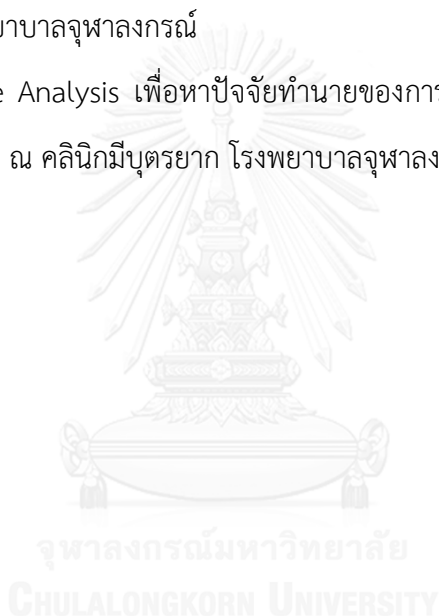 ยาบาลจุฬาลงกรณ์
e Analysis เพื่อหาปัจจัยทำนายของการ
ณ คลินิกมีบุตรยาก โรงพยาบาลจุฬาลง
จุฬาลงกรณ์มหาวิทยาลัย
CHULALONGKORN UNIVERSITY